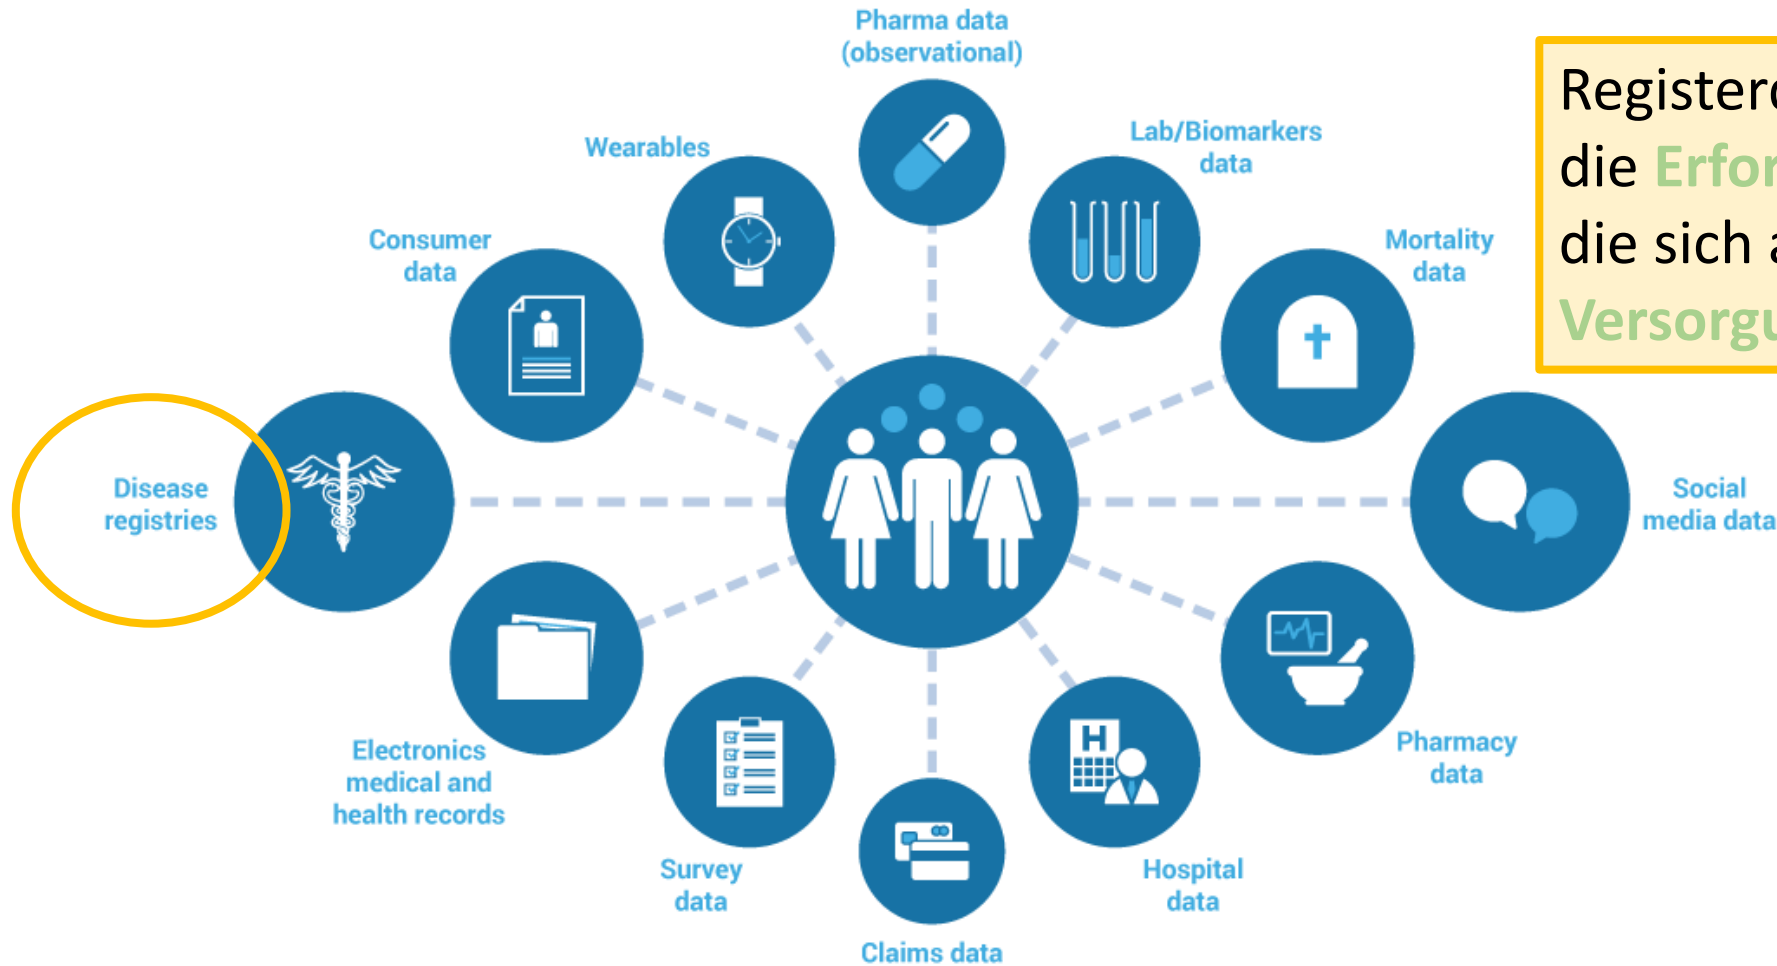 Pharma data
(observational)
Wearables
Lab/Biomarkers
data
Consumer
data
Mortality
data
die
die sich
Disease
registries
Social
media data
Electronics
medical and
health records
Pharmacy
data
Survey
data
Hospital
data
Claims data
H